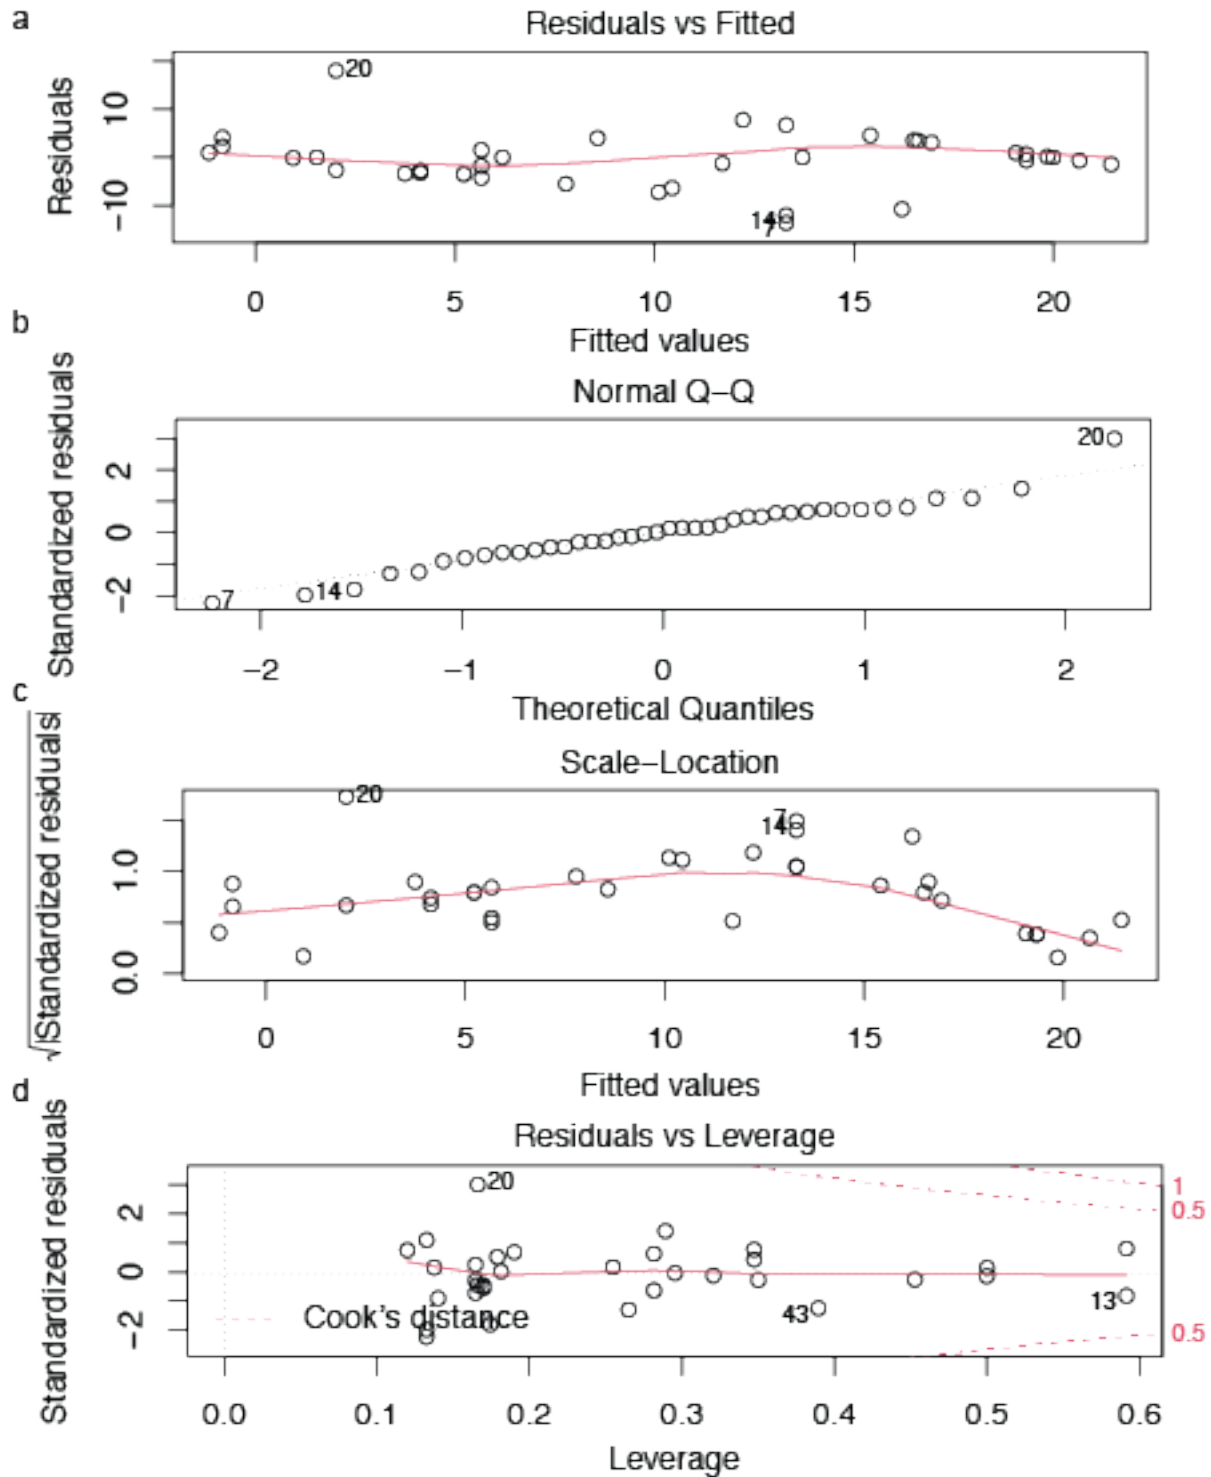 a
Residuals vs Fitted
Residuals
10
−10
20
14
7
0 5 10 15 20
Fitted values
b
Normal Q−Q
Standardized residuals
2
0
−2
20
7
14
−2 −1 0 1 2
Theoretical Quantiles
c
Scale−Location
√|Standardized residuals|
1.0
0.0
20
7
14
0 5 10 15 20
Fitted values
d
Residuals vs Leverage
Standardized residuals
2
0
−2
20
1
0.5
43
13
0.5
Cook's distance
0.0 0.1 0.2 0.3 0.4 0.5 0.6
Leverage